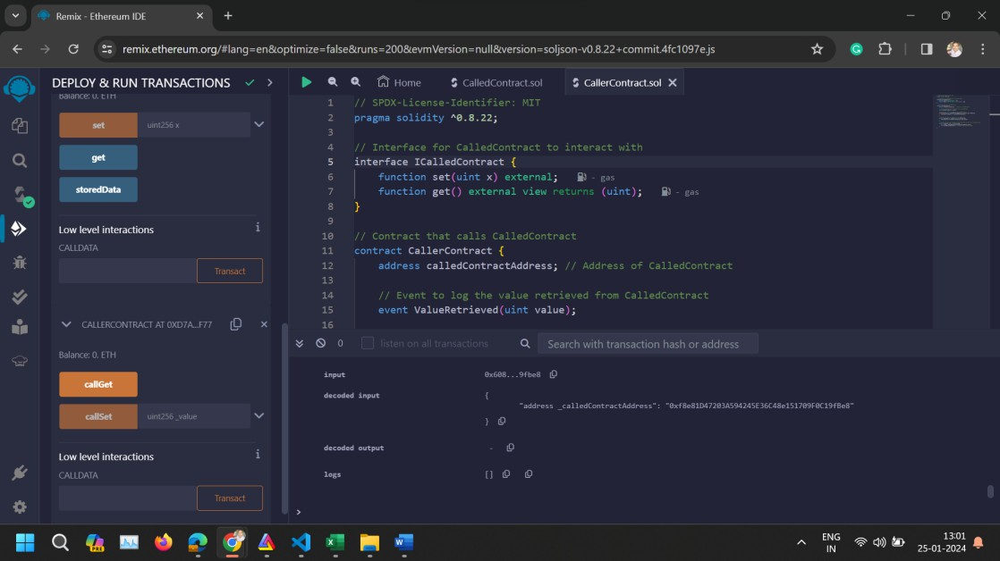 Remix - Ethereum IDE
remix.ethereum.org/#lang=en&optimize=false&runs=200&evmVersion=null&version=soljson-v0.8.22+commit.4fc1097e.js
DEPLOY & RUN TRANSACTIONS
Balance: 0. ETH
set uint256 x
get
storedData
Low level interactions
CALLDATA
Transact
CALLERCONTRACT AT 0XD7A...F77
Balance: 0. ETH
callGet
callSet uint256 _value
Low level interactions
CALLDATA
Transact
Home CalledContract.sol CallerContract.sol
1 // SPDX-License-Identifier: MIT
2 pragma solidity ^0.8.22;
3
4 // Interface for CalledContract to interact with
5 interface ICalledContract {
6 function set(uint x) external; - gas
7 function get() external view returns (uint); - gas
8 }
9
10 // Contract that calls CalledContract
11 contract CallerContract {
12 address calledContractAddress; // Address of CalledContract
13
14 // Event to log the value retrieved from CalledContract
15 event ValueRetrieved(uint value);
16
0 listen on all transactions Search with transaction hash or address
input 0x608...9fbe8
decoded input {
"address _calledContractAddress": "0xf8e81D47203A594245E36C48e151709F0C19fBe8"
}
decoded output -
logs []
>
PRE
ENG
IN
13:01
25-01-2024